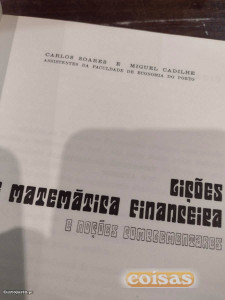 CARLOS SOARES E MIGUEL CADILHE
ASSISTENTES DA FACULDADE DE ECONOMIA DO PORTO
LIÇÕES
MATEMÁTICA FINANCEIRA
E NOÇÕES COMPLEMENTARES
coisas